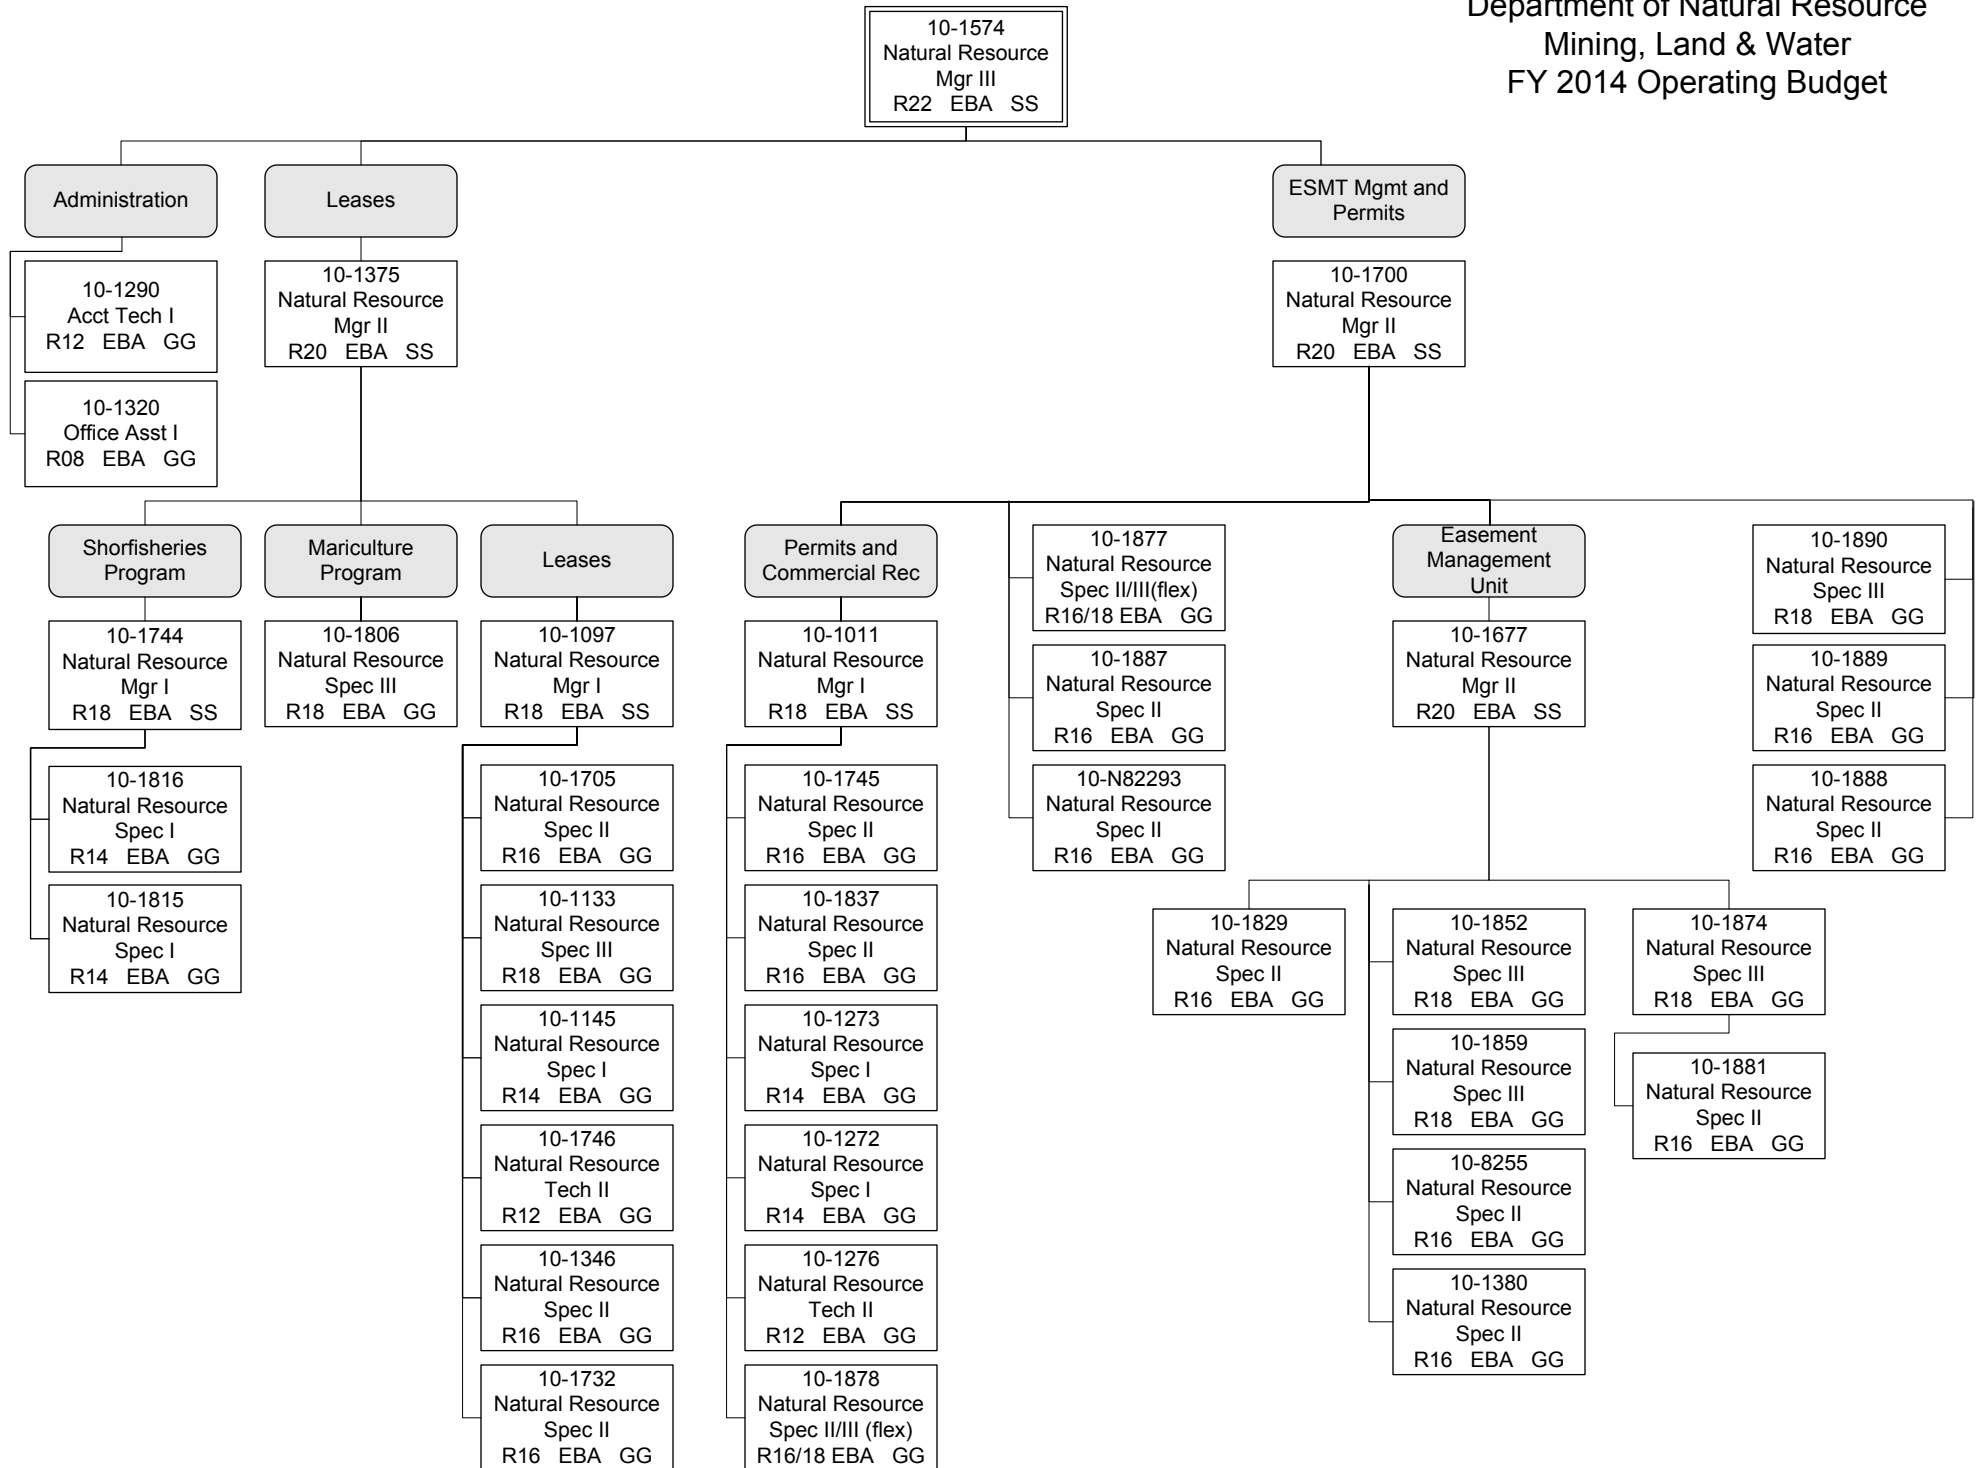 Department of Natural Resource
Mining, Land & Water
FY 2014 Operating Budget
10-1574
Natural Resource
Mgr III
R22 EBA SS
Administration
Leases
ESMT Mgmt and
Permits
10-1290
Acct Tech I
R12 EBA GG
10-1320
Office Asst I
R08 EBA GG
10-1375
Natural Resource
Mgr II
R20 EBA SS
10-1700
Natural Resource
Mgr II
R20 EBA SS
Shorfisheries
Program
10-1744
Natural Resource
Mgr I
R18 EBA SS
10-1816
Natural Resource
Spec I
R14 EBA GG
10-1815
Natural Resource
Spec I
R14 EBA GG
Mariculture
Program
10-1806
Natural Resource
Spec III
R18 EBA GG
Leases
10-1097
Natural Resource
Mgr I
R18 EBA SS
10-1705
Natural Resource
Spec II
R16 EBA GG
10-1133
Natural Resource
Spec III
R18 EBA GG
10-1145
Natural Resource
Spec I
R14 EBA GG
10-1746
Natural Resource
Tech II
R12 EBA GG
10-1346
Natural Resource
Spec II
R16 EBA GG
10-1732
Natural Resource
Spec II
R16 EBA GG
Permits and
Commercial Rec
10-1011
Natural Resource
Mgr I
R18 EBA SS
10-1745
Natural Resource
Spec II
R16 EBA GG
10-1837
Natural Resource
Spec II
R16 EBA GG
10-1273
Natural Resource
Spec I
R14 EBA GG
10-1272
Natural Resource
Spec I
R14 EBA GG
10-1276
Natural Resource
Tech II
R12 EBA GG
10-1878
Natural Resource
Spec II/III (flex)
R16/18 EBA GG
10-1877
Natural Resource
Spec II/III(flex)
R16/18 EBA GG
10-1887
Natural Resource
Spec II
R16 EBA GG
10-N82293
Natural Resource
Spec II
R16 EBA GG
Easement
Management
Unit
10-1677
Natural Resource
Mgr II
R20 EBA SS
10-1829
Natural Resource
Spec II
R16 EBA GG
10-1852
Natural Resource
Spec III
R18 EBA GG
10-1859
Natural Resource
Spec III
R18 EBA GG
10-8255
Natural Resource
Spec II
R16 EBA GG
10-1380
Natural Resource
Spec II
R16 EBA GG
10-1874
Natural Resource
Spec III
R18 EBA GG
10-1881
Natural Resource
Spec II
R16 EBA GG
10-1890
Natural Resource
Spec III
R18 EBA GG
10-1889
Natural Resource
Spec II
R16 EBA GG
10-1888
Natural Resource
Spec II
R16 EBA GG